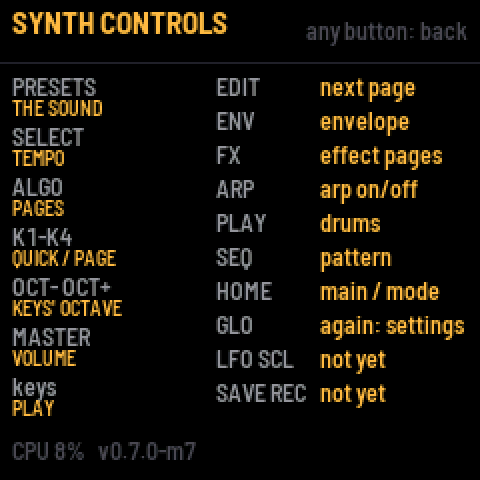 SYNTH CONTROLS
any button: back
PRESETS
THE SOUND
SELECT
TEMPO
ALGO
PAGES
K1-K4
QUICK / PAGE
OCT- OCT+
KEYS' OCTAVE
MASTER
VOLUME
keys
PLAY
EDIT next page
ENV envelope
FX effect pages
ARP arp on/off
PLAY drums
SEQ pattern
HOME main / mode
GLO again: settings
LFO SCL not yet
SAVE REC not yet
CPU 8% v0.7.0-m7